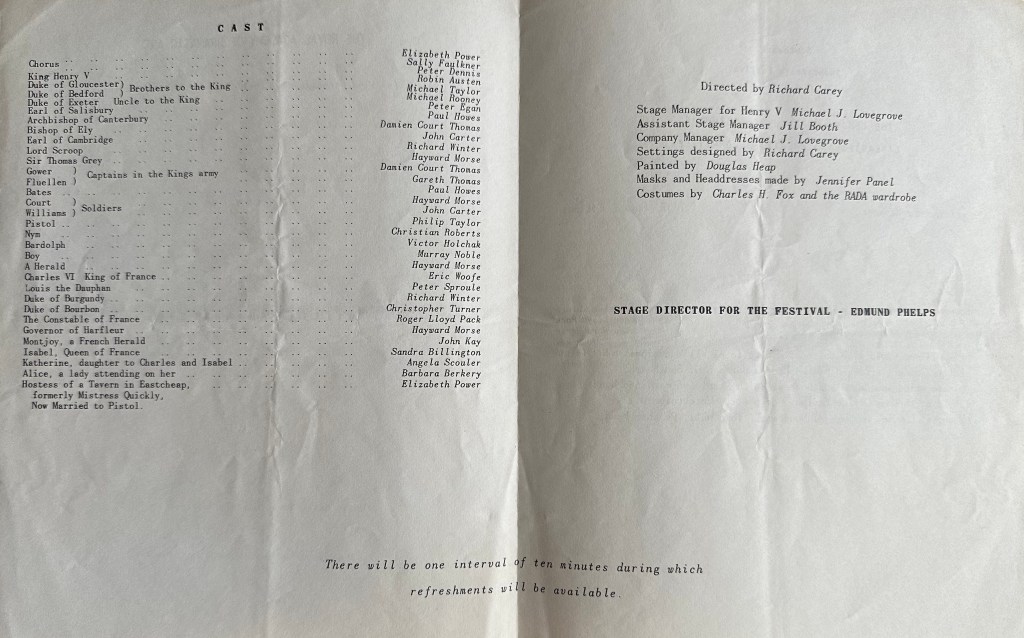 CAST
Elizabeth Power
Chorus .. Sally Faulkner
King Henry V Peter Dennis
Duke of Gloucester) Robin Austen
Brothers to the King
Duke of Bedford ) Michael Taylor
Duke of Exeter Uncle to the King .. Michael Rooney
Earl of Salisbury Peter Egan
Archbishop of Canterbury Paul Howes
Bishop of Ely Damien Court Thomas
Earl of Cambridge John Carter
Lord Scroop Richard Winter
Sir Thomas Grey Hayward Morse
Gower ) Damien Court Thomas
Captains in the Kings army
Fluellen ) Gareth Thomas
Bates Paul Howes
Court ) Hayward Morse
Soldiers
Williams ) John Carter
Pistol .. Philip Taylor
Nym Christian Roberts
Bardolph Victor Holchak
Boy Murray Noble
A Herald Hayward Morse
Charles VI King of France .. Eric Woofe
Louis the Dauphan Peter Sproule
Duke of Burgundy .. Richard Winter
Duke of Bourbon Christopher Turner
The Constable of France Roger Lloyd Pack
Governor of Harfleur Hayward Morse
Montjoy, a French Herald John Kay
Isabel, Queen of France Sandra Billington
Katherine, daughter to Charles and Isabel .. Angela Scouler
Alice, a lady attending on her Barbara Berkery
Hostess of a Tavern in Eastcheap, Elizabeth Power
formerly Mistress Quickly,
Now Married to Pistol.
Directed by Richard Carey
Stage Manager for Henry V Michael J. Lovegrove
Assistant Stage Manager Jill Booth
Company Manager Michael J. Lovegrove
Settings designed by Richard Carey
Painted by Douglas Heap
Masks and Headdresses made by Jennifer Panel
Costumes by Charles H. Fox and the RADA wardrobe
STAGE DIRECTOR FOR THE FESTIVAL - EDMUND PHELPS
There will be one interval of ten minutes during which
refreshments will be available.